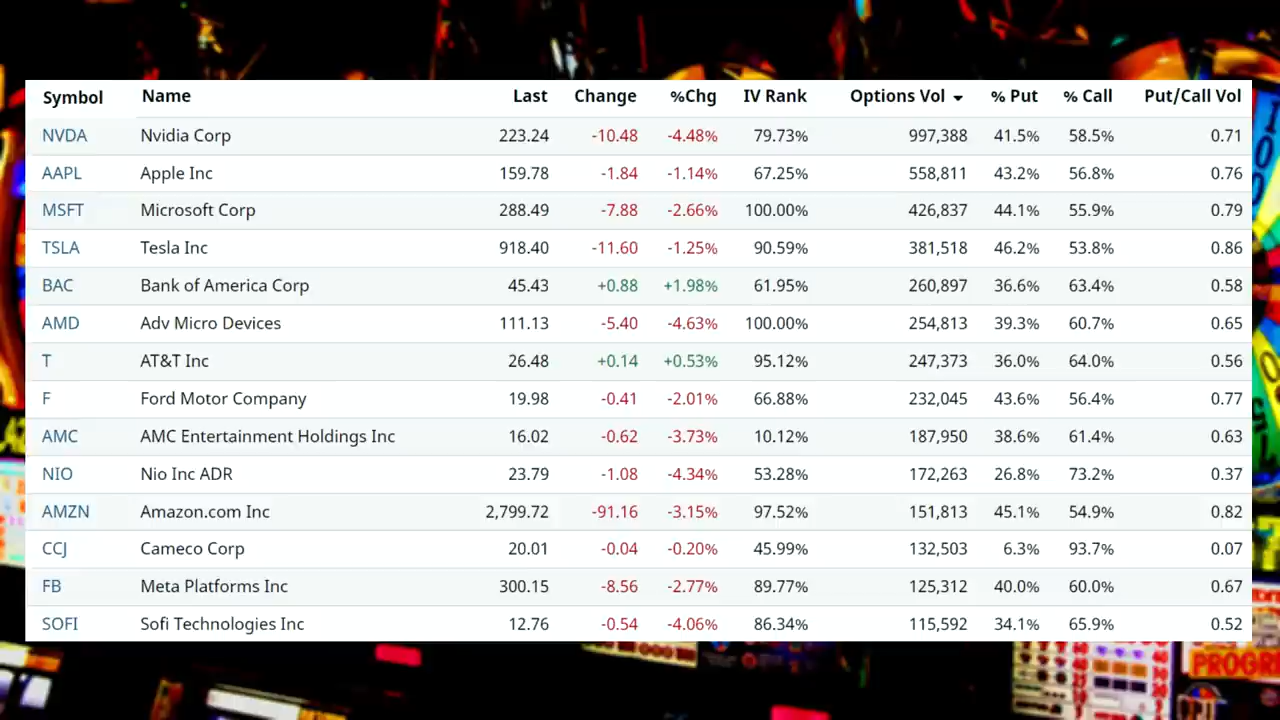 Symbol Name Last Change %Chg IV Rank Options Vol % Put % Call Put/Call Vol
NVDA Nvidia Corp 223.24 -10.48 -4.48% 79.73% 997,388 41.5% 58.5% 0.71
AAPL Apple Inc 159.78 -1.84 -1.14% 67.25% 558,811 43.2% 56.8% 0.76
MSFT Microsoft Corp 288.49 -7.88 -2.66% 100.00% 426,837 44.1% 55.9% 0.79
TSLA Tesla Inc 918.40 -11.60 -1.25% 90.59% 381,518 46.2% 53.8% 0.86
BAC Bank of America Corp 45.43 +0.88 +1.98% 61.95% 260,897 36.6% 63.4% 0.58
AMD Adv Micro Devices 111.13 -5.40 -4.63% 100.00% 254,813 39.3% 60.7% 0.65
T AT&T Inc 26.48 +0.14 +0.53% 95.12% 247,373 36.0% 64.0% 0.56
F Ford Motor Company 19.98 -0.41 -2.01% 66.88% 232,045 43.6% 56.4% 0.77
AMC AMC Entertainment Holdings Inc 16.02 -0.62 -3.73% 10.12% 187,950 38.6% 61.4% 0.63
NIO Nio Inc ADR 23.79 -1.08 -4.34% 53.28% 172,263 26.8% 73.2% 0.37
AMZN Amazon.com Inc 2,799.72 -91.16 -3.15% 97.52% 151,813 45.1% 54.9% 0.82
CCJ Cameco Corp 20.01 -0.04 -0.20% 45.99% 132,503 6.3% 93.7% 0.07
FB Meta Platforms Inc 300.15 -8.56 -2.77% 89.77% 125,312 40.0% 60.0% 0.67
SOFI Sofi Technologies Inc 12.76 -0.54 -4.06% 86.34% 115,592 34.1% 65.9% 0.52